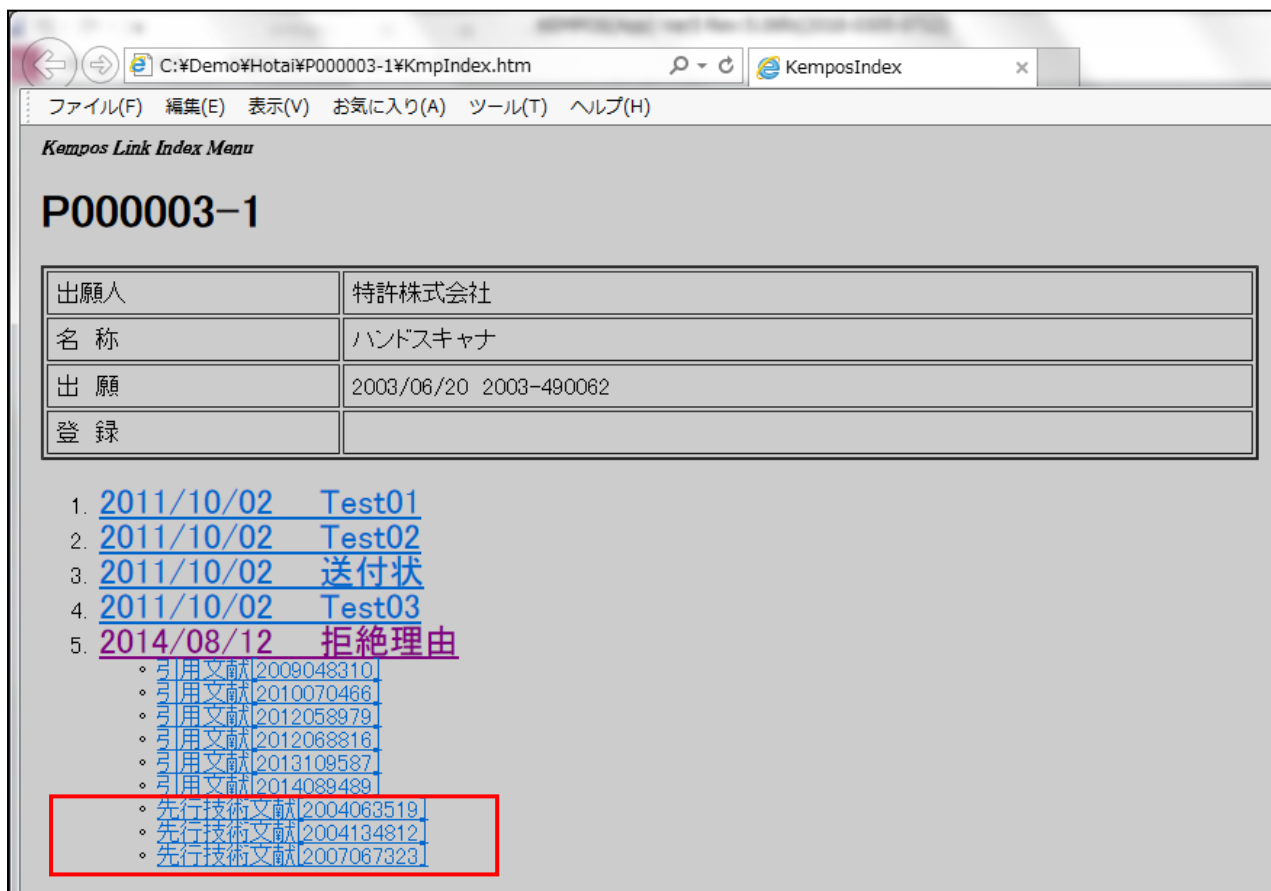 C:¥Demo¥Hotai¥P000003-1¥KmpIndex.htm
KemposIndex
ファイル(F) 編集(E) 表示(V) お気に入り(A) ツール(T) ヘルプ(H)
Kempos Link Index Menu
P000003-1
出願人 特許株式会社
名 称 ハンドスキャナ
出 願 2003/06/20 2003-490062
登 録
1. 2011/10/02 Test01
2. 2011/10/02 Test02
3. 2011/10/02 送付状
4. 2011/10/02 Test03
5. 2014/08/12 拒絶理由
引用文献[2009048310]
引用文献[2010070466]
引用文献[2012058979]
引用文献[2012068816]
引用文献[2013109587]
引用文献[2014089489]
先行技術文献[2004063519]
先行技術文献[2004134812]
先行技術文献[2007067323]